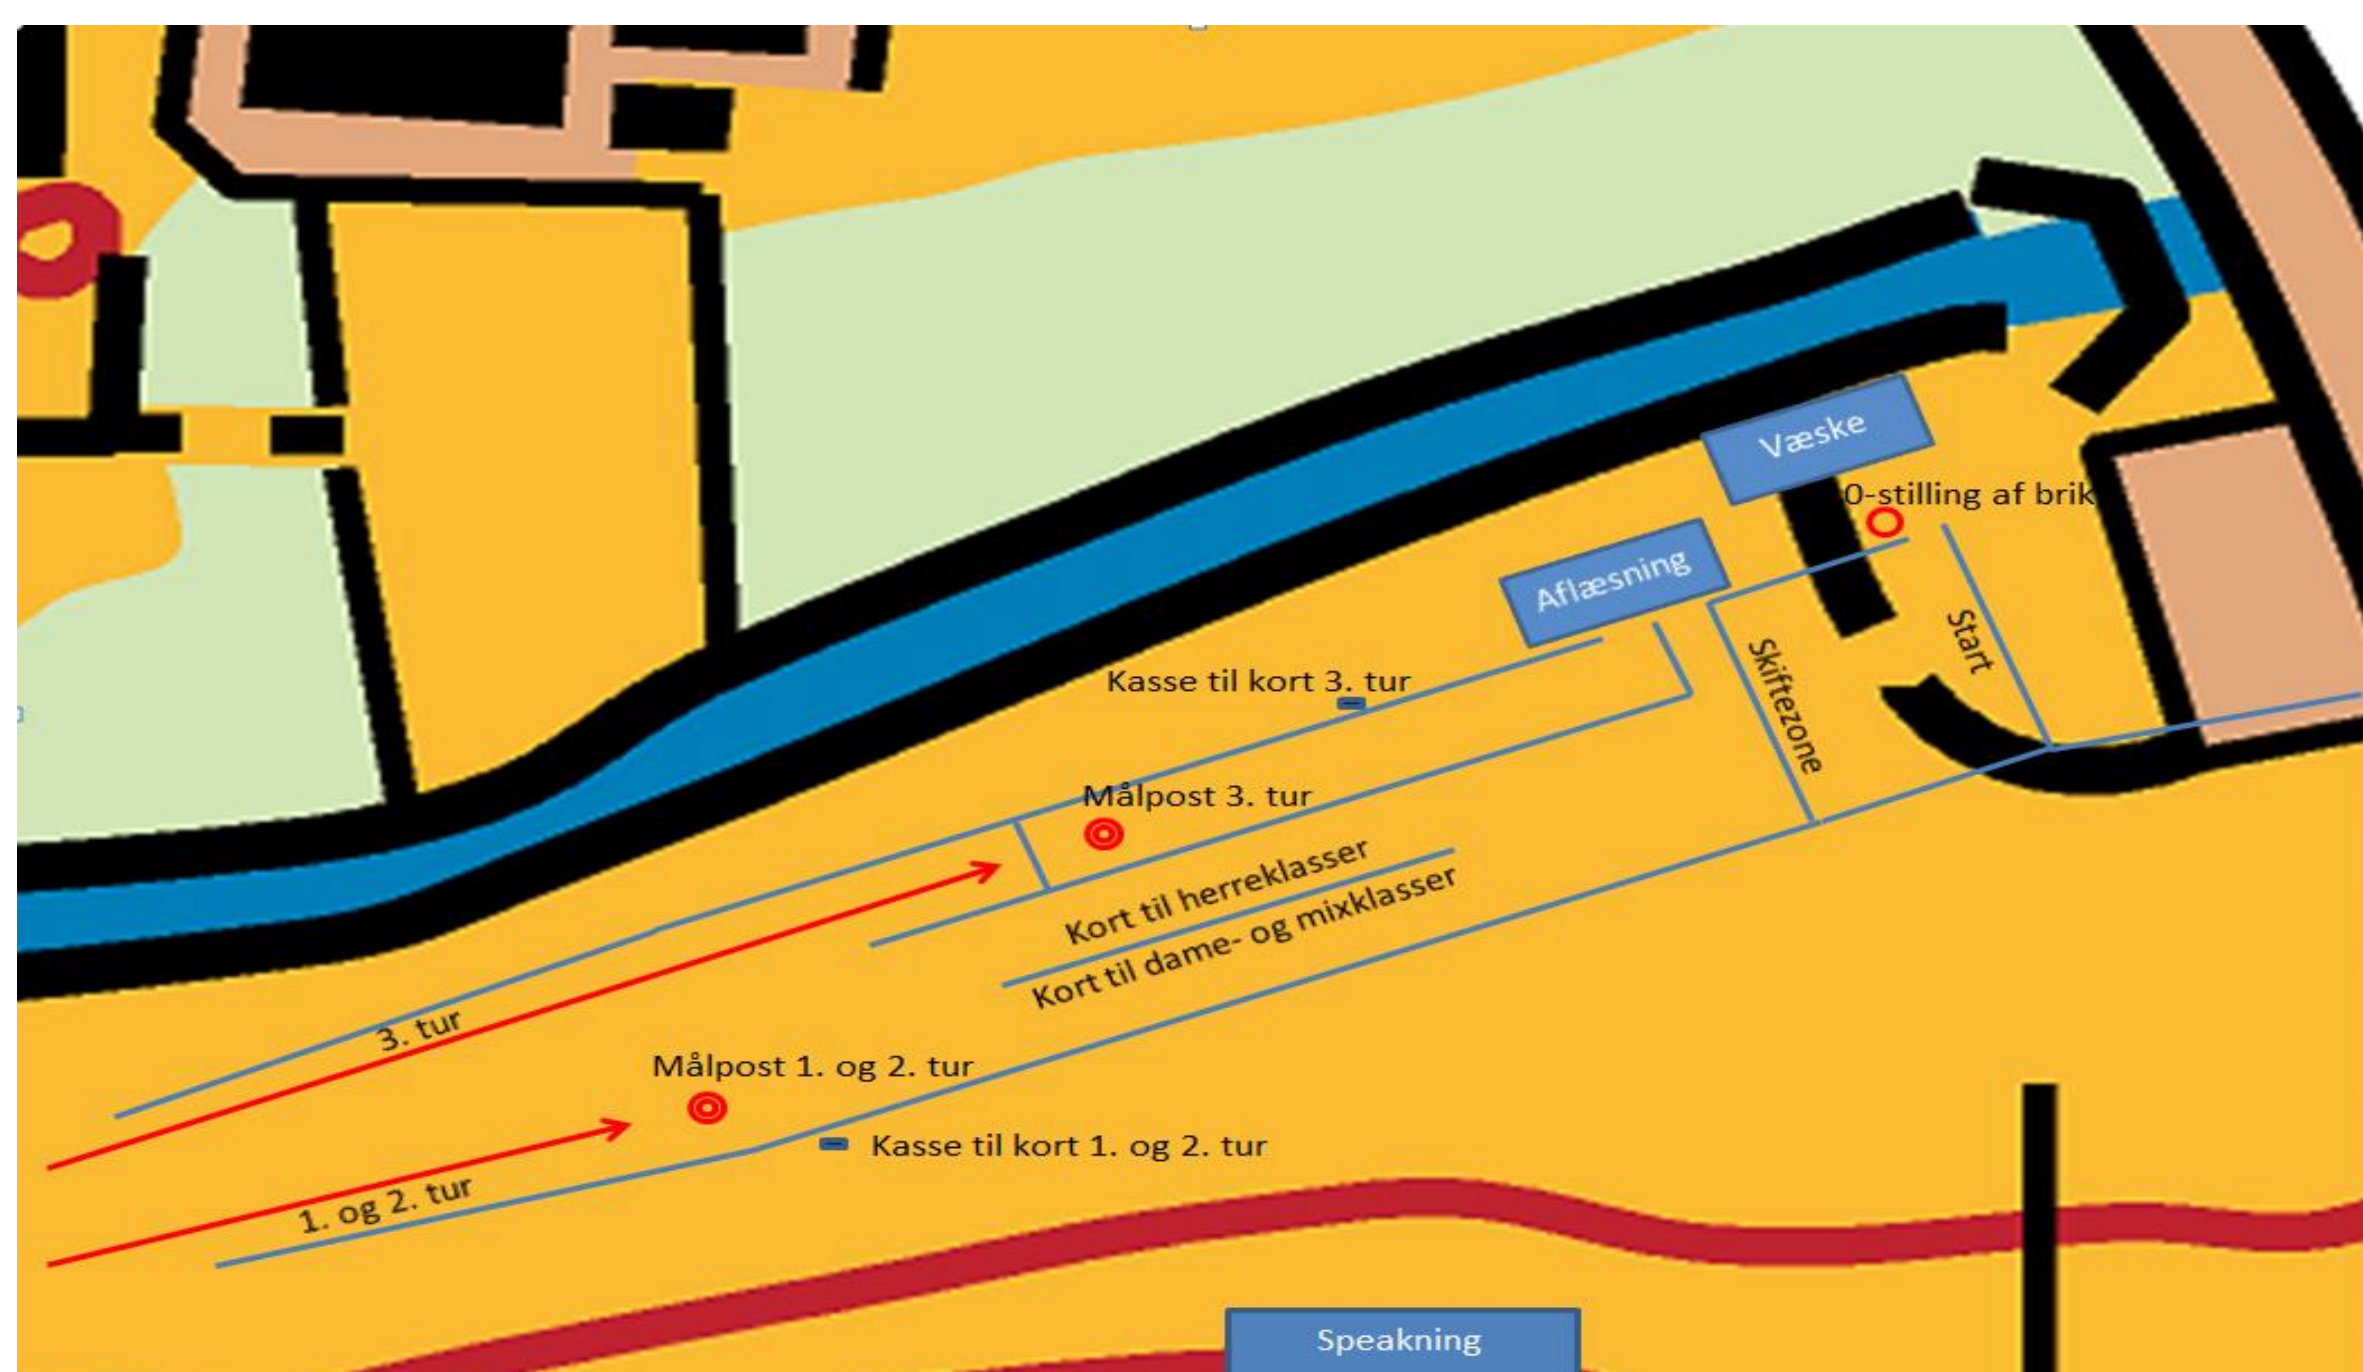 Væske
0-stilling af brik
Aflæsning
Start
Skiftezone
Kasse til kort 3. tur
Målpost 3. tur
Kort til herreklasser
Kort til dame- og mixklasser
3. tur
Målpost 1. og 2. tur
Kasse til kort 1. og 2. tur
1. og 2. tur
Speakning